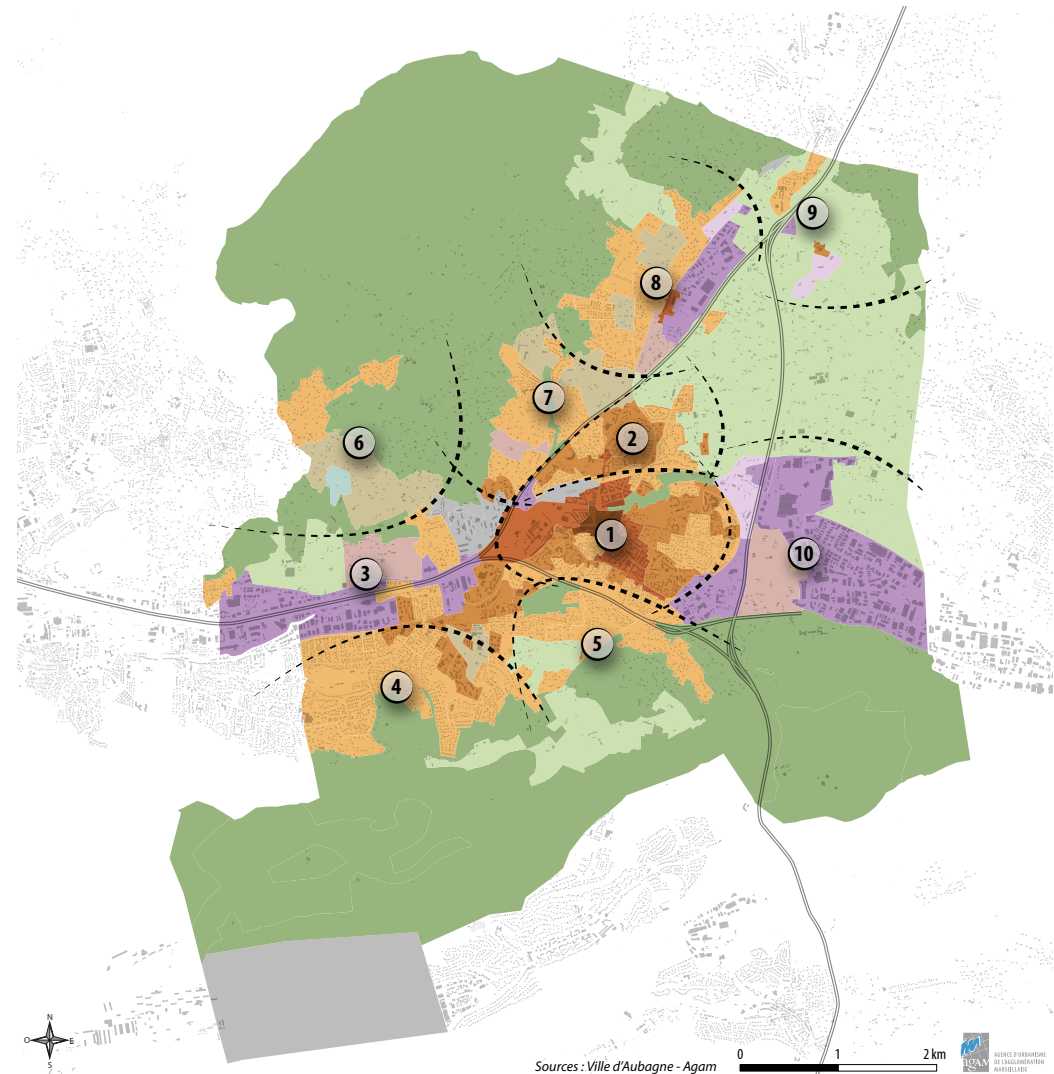 9
8
7
2
6
1
10
3
5
4
N
O
E
S
Sources : Ville d'Aubagne - Agam
0
1
2 km
agam
AGENCE D'URBANISME
DE L'AGGLOMÉRATION
MARSEILLAISE